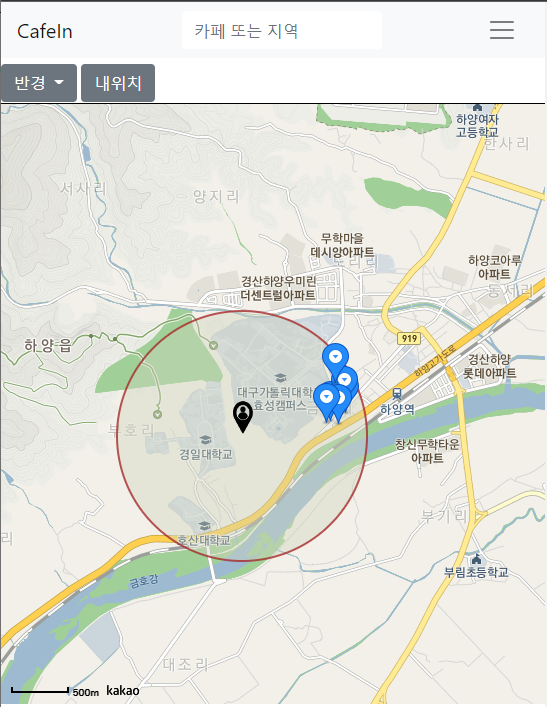 CafeIn
카페 또는 지역
반경
내위치
하양여자
고등학교
한사리
서사리
양지리
무학마을
데시앙아파트
도리리
하양코아루
아파트
동서리
경산하양우미린
더센트럴아파트
919
하양고가도로
하양읍
경산하양
롯데아파트
대구가톨릭대학
효성캠퍼스
하양역
부호리
경일대학교
창신무학타운
아파트
부기리
호산대학교
리
부림초등학교
금호강
대조리
500m
kakao